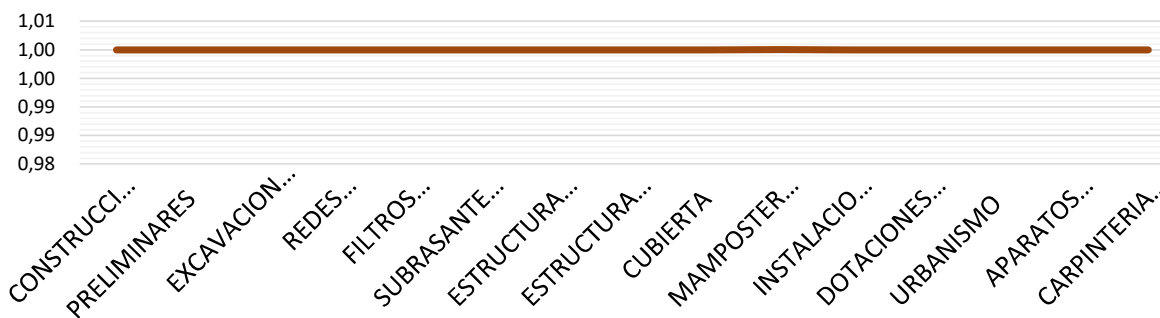 1,01
1,00
1,00
0,99
0,99
0,98
CONSTRUCCI...
PRELIMINARES
EXCAVACION...
REDES...
FILTROS...
SUBRASANTE...
ESTRUCTURA...
ESTRUCTURA...
CUBIERTA
MAMPOSTER...
INSTALACIO...
DOTACIONES...
URBANISMO
APARATOS...
CARPINTERIA...